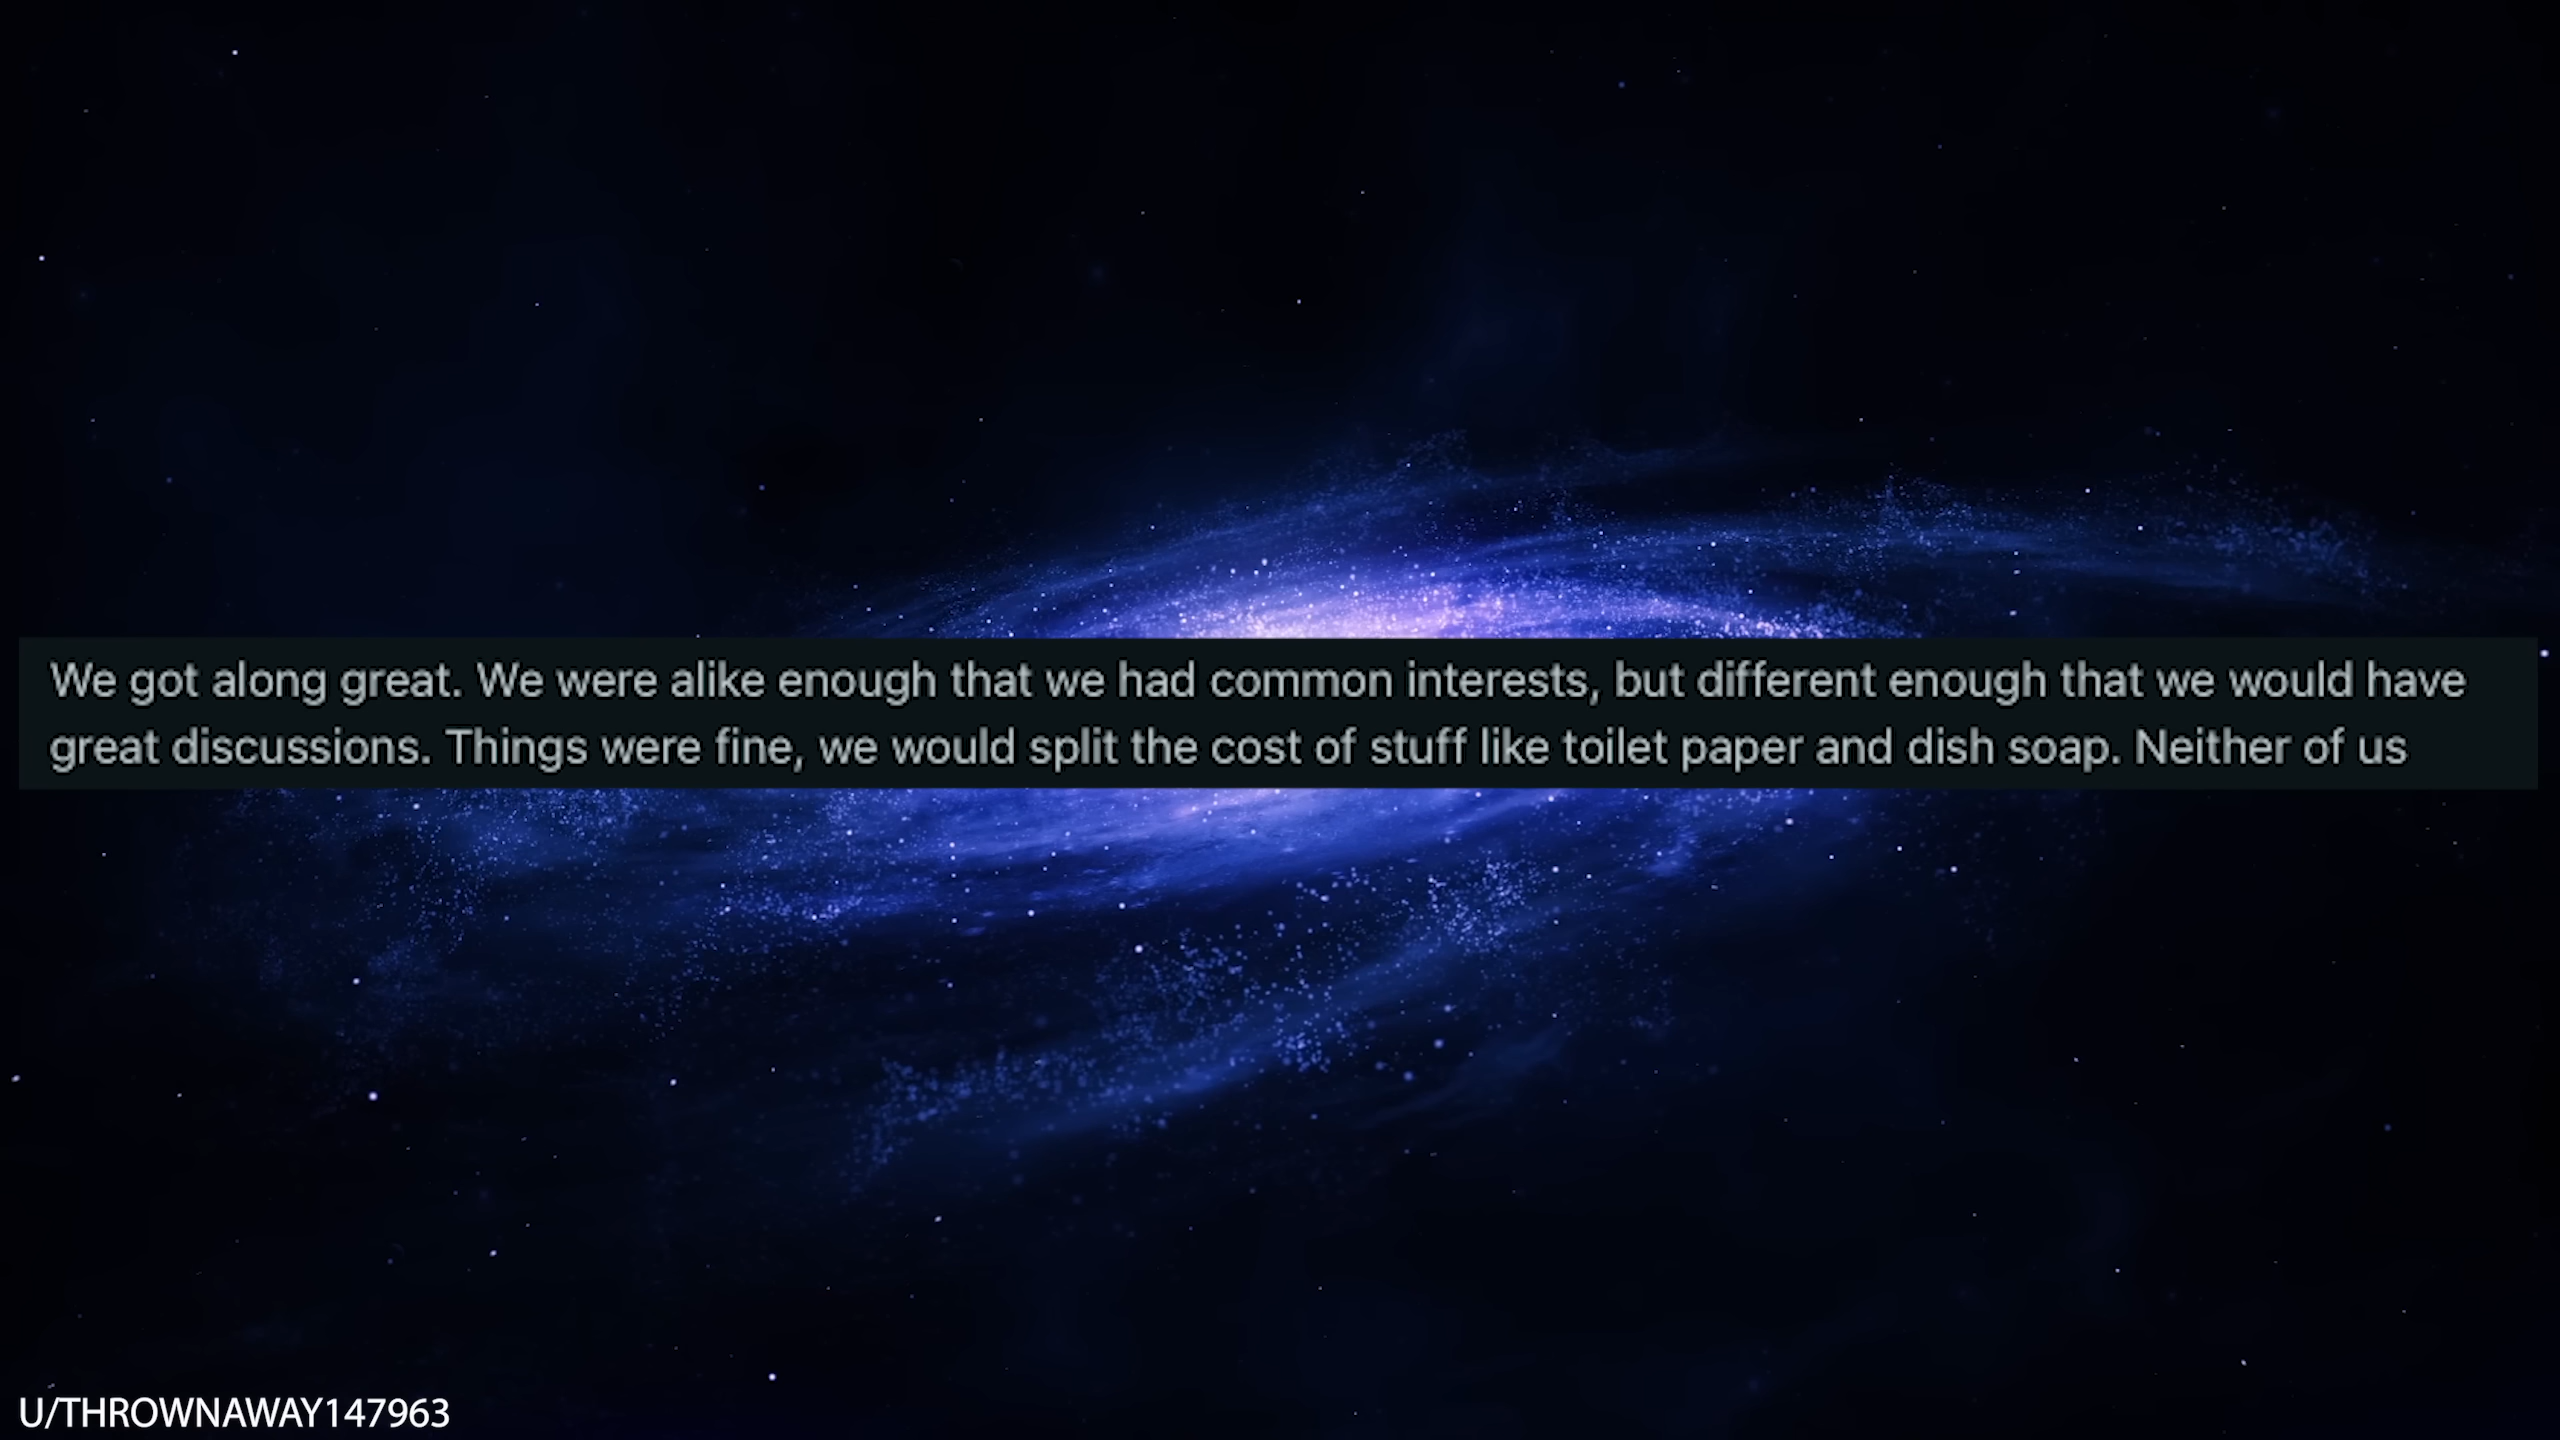 We got along great. We were alike enough that we had common interests, but different enough that we would have
great discussions. Things were fine, we would split the cost of stuff like toilet paper and dish soap. Neither of us
U/THROWNAWAY147963